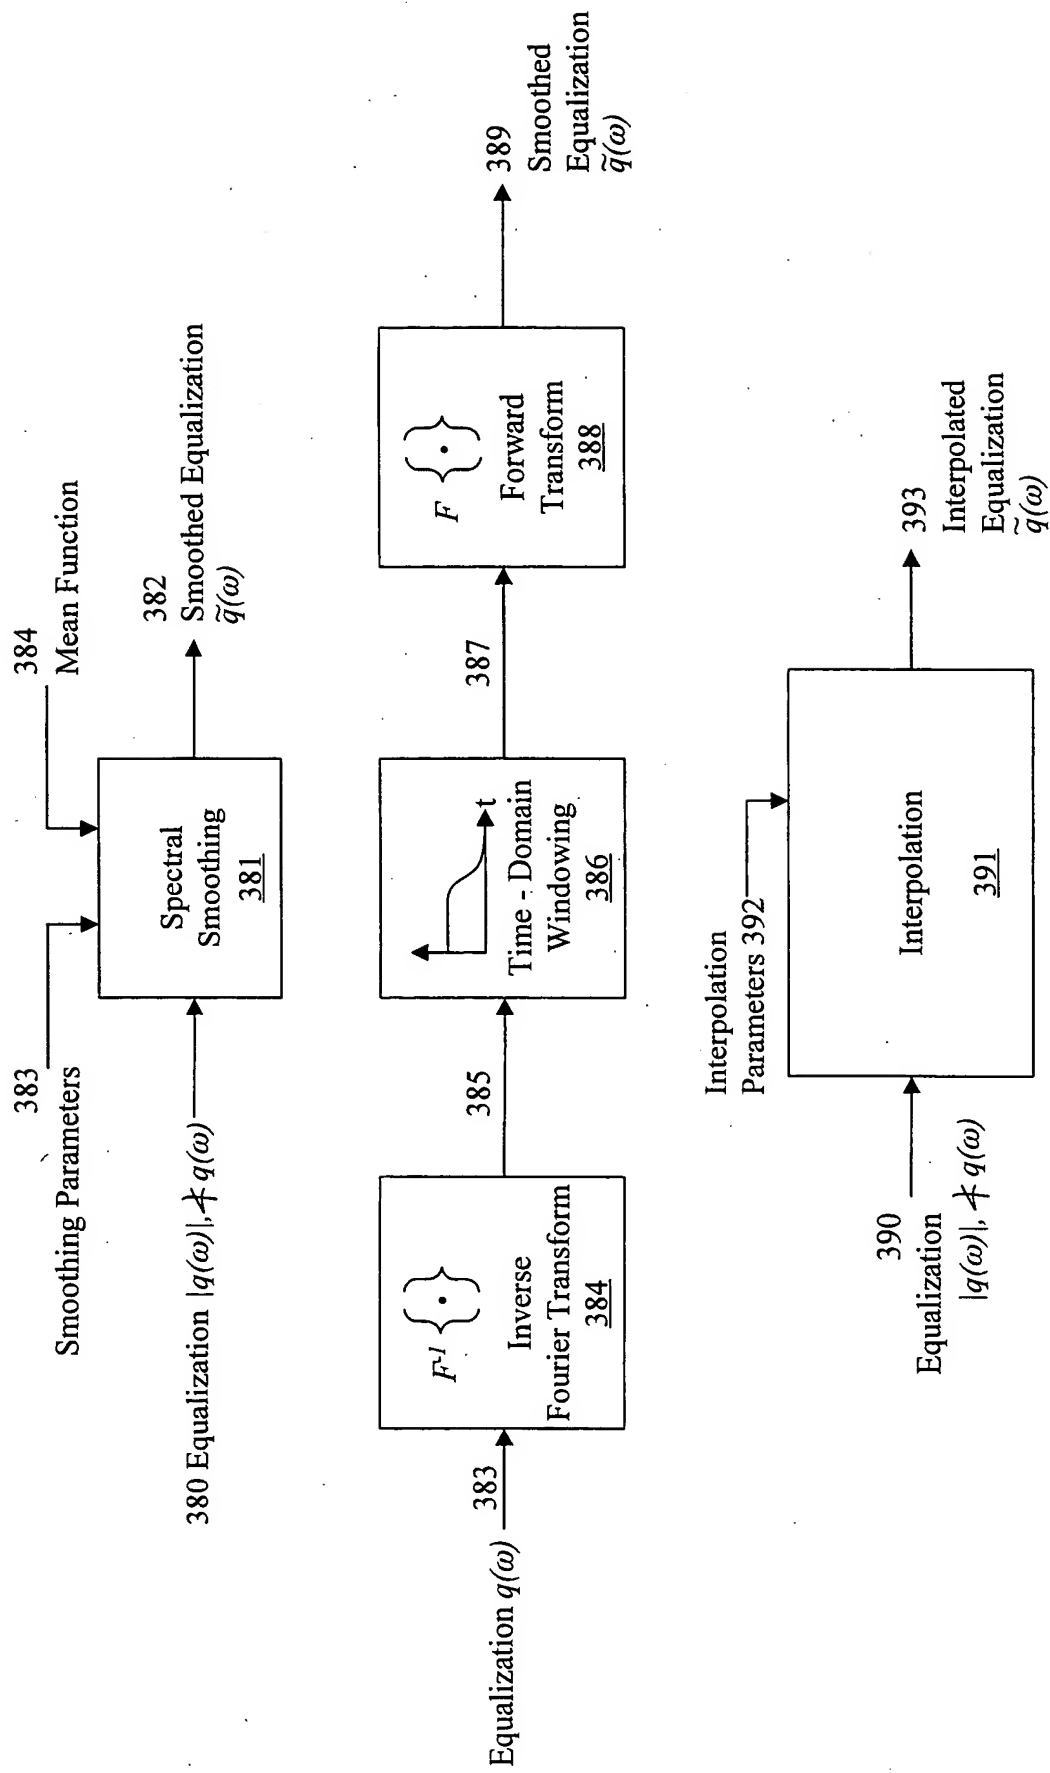 383
Smoothing Parameters
384
Mean Function
380 Equalization |q(ω)|, ∡ q(ω)
Spectral
Smoothing
381
382
Smoothed Equalization
q̃(ω)
Equalization q(ω)
383
F⁻¹ {•}
Inverse
Fourier Transform
384
385
t
Time - Domain
Windowing
386
387
F {•}
Forward
Transform
388
389
Smoothed
Equalization
q̃(ω)
390
Equalization
|q(ω)|, ∡ q(ω)
Interpolation
Parameters 392
Interpolation
391
393
Interpolated
Equalization
q̃(ω)